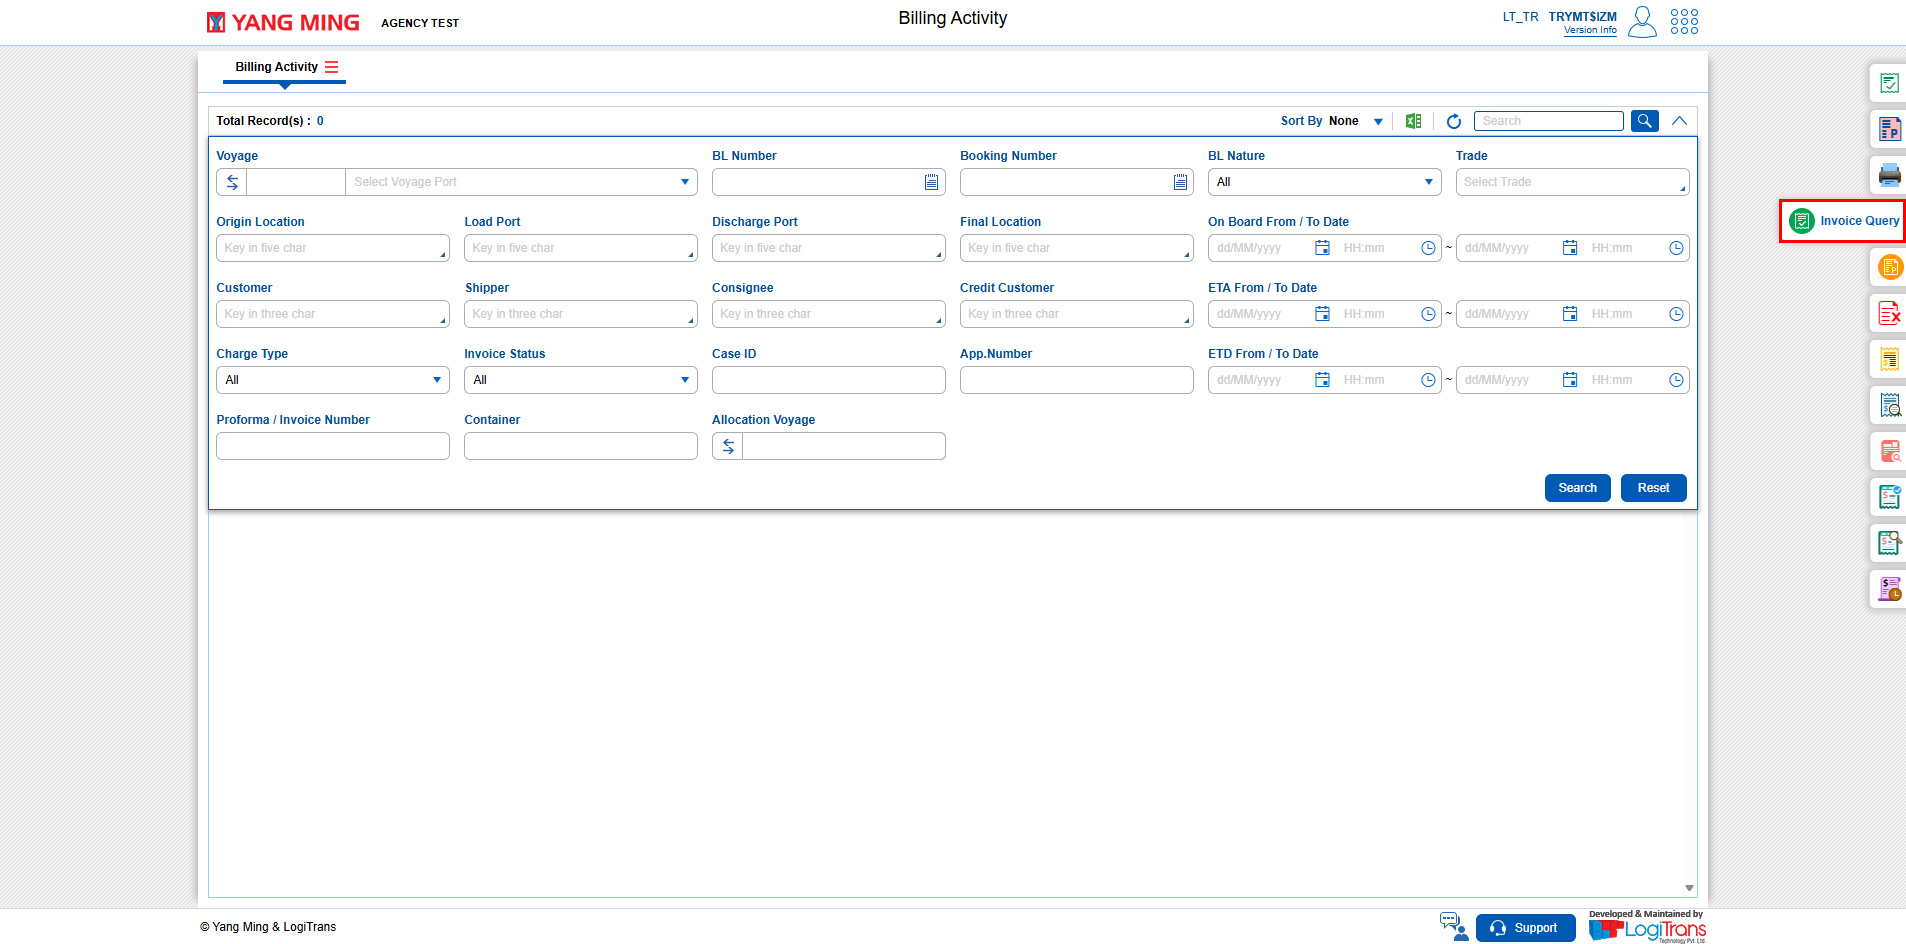 YANG MING AGENCY TEST
Billing Activity
LT_TR TRYMT$IZM
Version Info
Billing Activity
Total Record(s) : 0
Sort By None
Search
Voyage BL Number Booking Number BL Nature Trade
Select Voyage Port All Select Trade
Origin Location Load Port Discharge Port Final Location On Board From / To Date
Key in five char Key in five char Key in five char Key in five char dd/MM/yyyy HH:mm ~ dd/MM/yyyy HH:mm
Invoice Query
Customer Shipper Consignee Credit Customer ETA From / To Date
Key in three char Key in three char Key in three char Key in three char dd/MM/yyyy HH:mm ~ dd/MM/yyyy HH:mm
Charge Type Invoice Status Case ID App.Number ETD From / To Date
All All dd/MM/yyyy HH:mm ~ dd/MM/yyyy HH:mm
Proforma / Invoice Number Container Allocation Voyage
Search Reset
© Yang Ming & LogiTrans
Support
Developed & Maintained by
LogiTrans
Technology Pvt. Ltd.